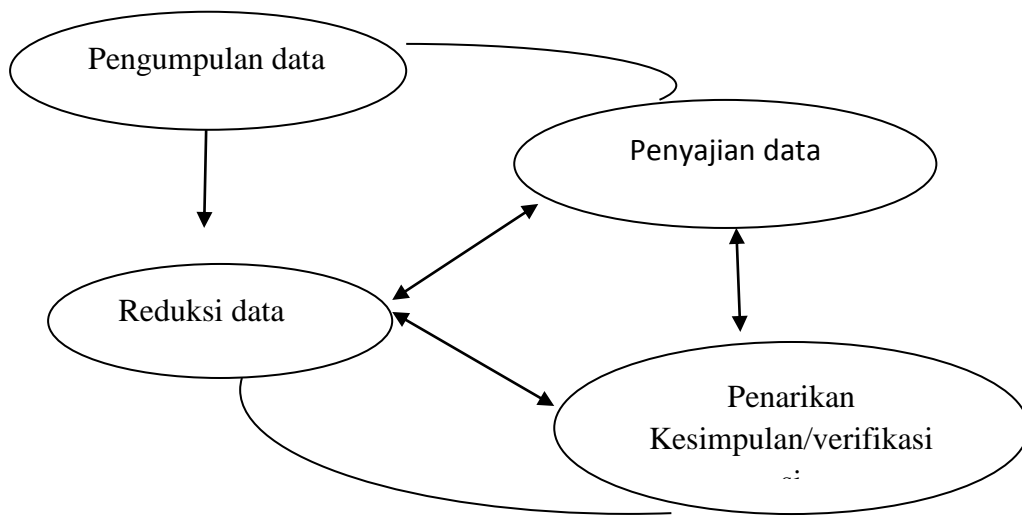 Pengumpulan data
Penyajian data
Reduksi data
Penarikan
Kesimpulan/verifikasi